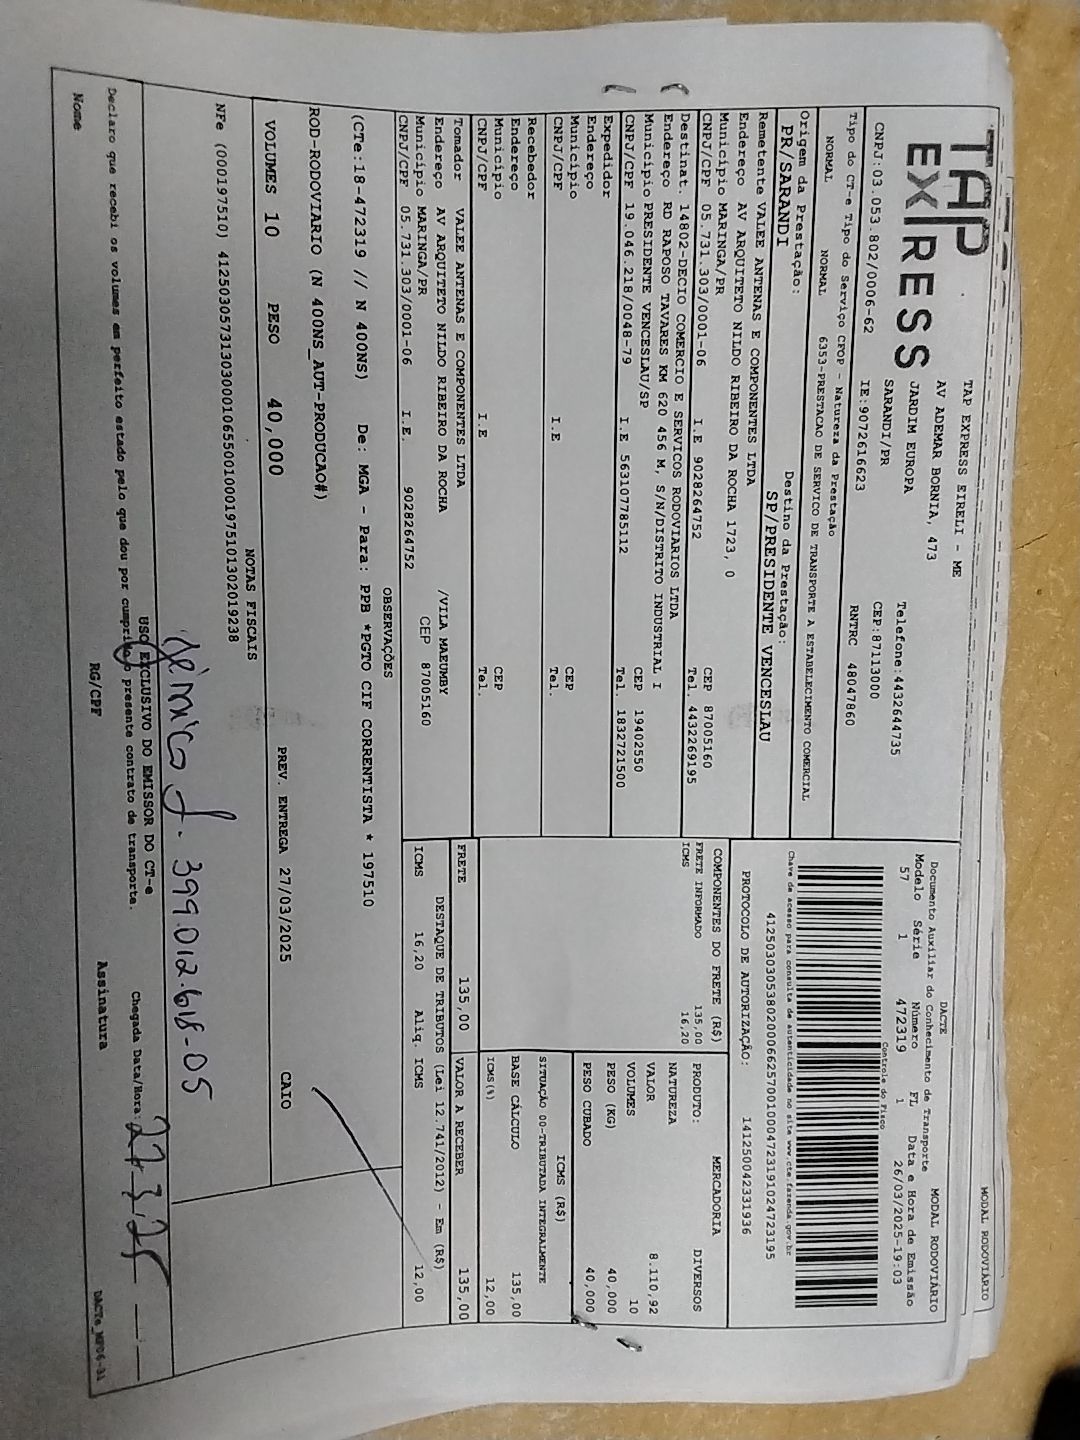 MODAL RODOVIÁRIO
TAP EXPRESS
TAP EXPRESS EIRELI - ME
AV ADEMAR BORNIA, 473
JARDIM EUROPA
SARANDI/PR
Telefone:4432644735
CEP:87113000
CNPJ:03.053.802/0006-62 IE:9072616623 RNTRC 48047860
DACTE MODAL RODOVIÁRIO
Documento Auxiliar do Conhecimento de Transporte
Modelo Série Número FL Data e Hora de Emissão
57 1 472319 1 26/03/2025-19:03
Controle do Fisco
Chave de acesso para consulta de autenticidade no site www.cte.fazenda.gov.br
41250303053802000662570010004723191024723195
PROTOCOLO DE AUTORIZAÇÃO: 141250042331936
Tipo do CT-e Tipo do Serviço CFOP - Natureza da Prestação
NORMAL NORMAL 6353-PRESTACAO DE SERVICO DE TRANSPORTE A ESTABELECIMENTO COMERCIAL
Origem da Prestação: Destino da Prestação:
PR/SARANDI SP/PRESIDENTE VENCESLAU
Remetente VALEE ANTENAS E COMPONENTES LTDA
Endereço AV ARQUITETO NILDO RIBEIRO DA ROCHA 1723, 0
Município MARINGA/PR CEP 87005160
CNPJ/CPF 05.731.303/0001-06 I.E 9028264752 Tel. 4432269195
Destinat. 14802-DECIO COMERCIO E SERVICOS RODOVIARIOS LTDA
Endereço RD RAPOSO TAVARES KM 620 456 M, S/N/DISTRITO INDUSTRIAL I
Município PRESIDENTE VENCESLAU/SP CEP 19402550
CNPJ/CPF 19.046.218/0048-79 I.E 563107785112 Tel. 1832721500
Expedidor
Endereço
Município CEP
CNPJ/CPF I.E Tel.
Recebedor
Endereço
Município CEP
CNPJ/CPF I.E Tel.
Tomador VALEE ANTENAS E COMPONENTES LTDA
Endereço AV ARQUITETO NILDO RIBEIRO DA ROCHA /VILA MAEUMBY
Município MARINGA/PR CEP 87005160
CNPJ/CPF 05.731.303/0001-06 I.E. 9028264752
COMPONENTES DO FRETE (R$)
FRETE INFORMADO 135,00
ICMS 16,20
MERCADORIA
PRODUTO: DIVERSOS
NATUREZA
VALOR 8.110,92
VOLUMES 10
PESO (KG) 40,000
PESO CUBADO 40,000
ICMS (R$)
SITUAÇÃO 00-TRIBUTADA INTEGRALMENTE
BASE CÁLCULO 135,00
ICMS(%) 12,00
FRETE 135,00 VALOR A RECEBER 135,00
DESTAQUE DE TRIBUTOS (Lei 12.741/2012) - Em (R$)
ICMS 16,20 Aliq. ICMS 12,00
OBSERVAÇÕES
(CTe:18-472319 // N 400NS) De: MGA - Para: PPB *PGTO CIF CORRENTISTA * 197510
ROD-RODOVIARIO (N 400NS_AUT-PRODUCAO#)
VOLUMES 10 PESO 40,000 PREV. ENTREGA 27/03/2025 CAIO
NOTAS FISCAIS
NFe (000197510) 41250305731303000106550010001975101302019238
399.012.618-05
USO EXCLUSIVO DO EMISSOR DO CT-e
Declaro que recebi os volumes em perfeito estado pelo que dou por cumprido o presente contrato de transporte. Chegada Data/Hora: 27.3.25
Nome RG/CPF Assinatura